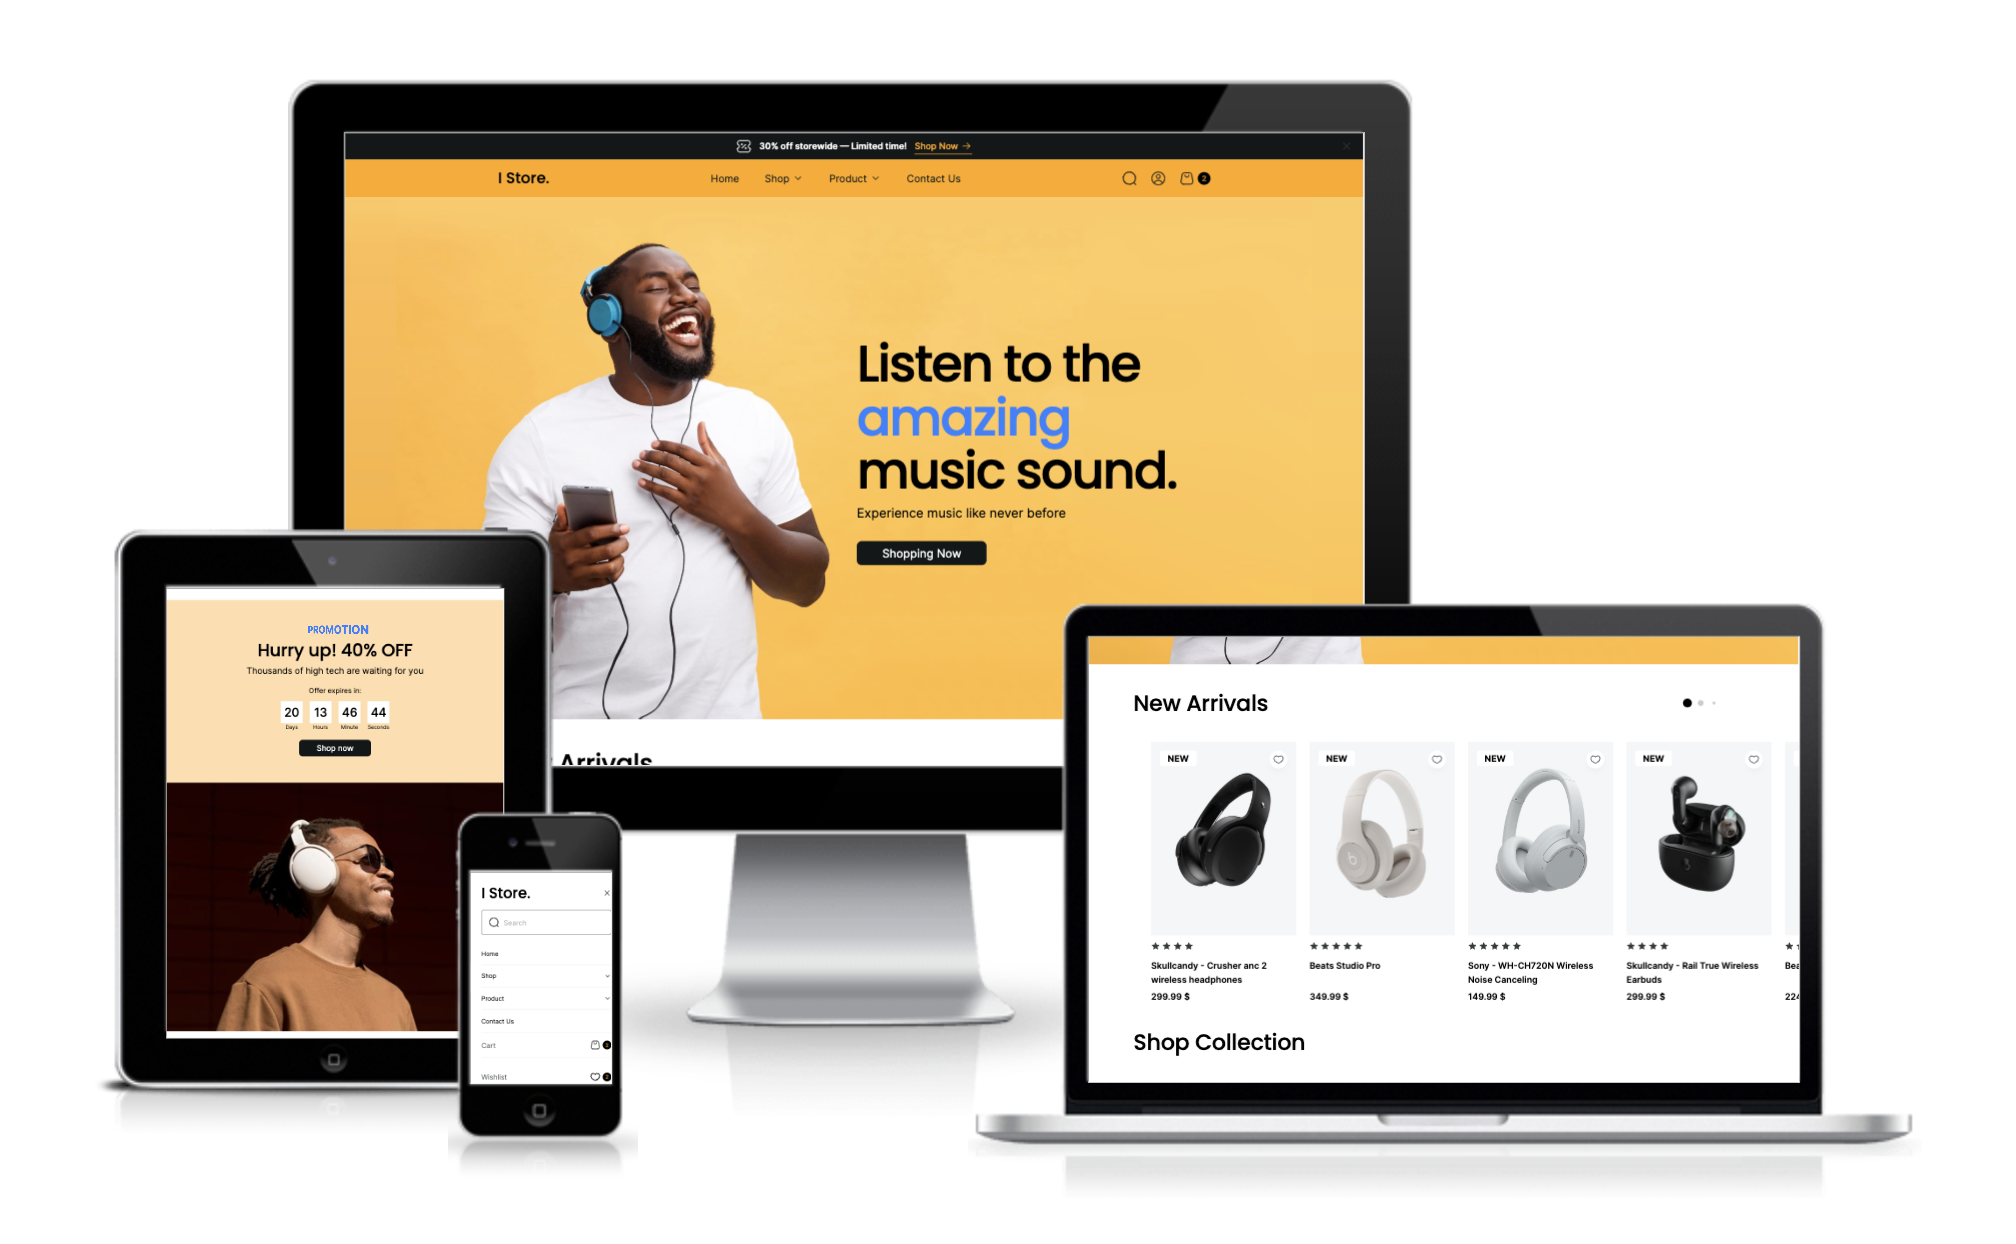 30% off storewide — Limited time! Shop Now →
I Store.
Home Shop Product Contact Us
2
Listen to the
amazing
music sound.
Experience music like never before
Shopping Now
Arrivals
PROMOTION
Hurry up! 40% OFF
Thousands of high tech are waiting for you
Offer expires in:
20 13 46 44
Days Hours Minute Seconds
Shop now
I Store.
Search
Home
Shop
Product
Contact Us
Cart
Wishlist
New Arrivals
NEW NEW NEW NEW
b
Skullcandy - Crusher anc 2
wireless headphones
299.99 $
Beats Studio Pro
349.99 $
Sony - WH-CH720N Wireless
Noise Canceling
149.99 $
Skullcandy - Rail True Wireless
Earbuds
299.99 $
Bea
224
Shop Collection